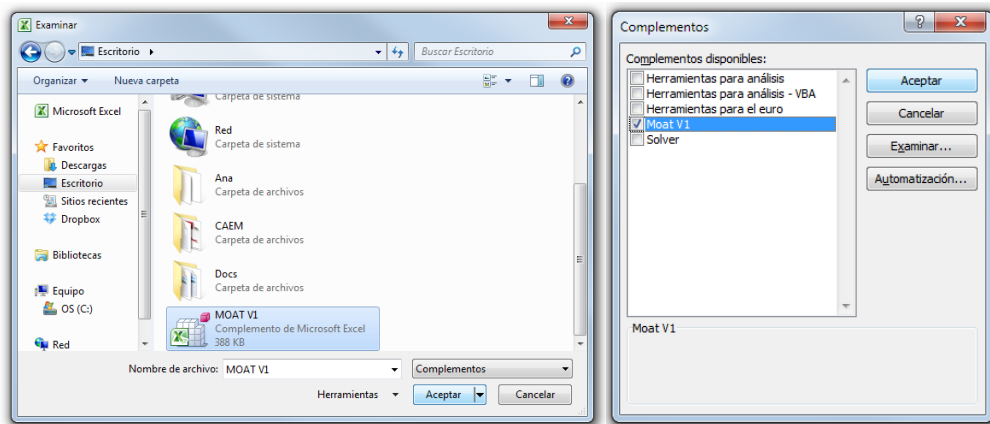 Examinar
Escritorio
Buscar Escritorio
Organizar
Nueva carpeta
Microsoft Excel
Favoritos
Descargas
Escritorio
Sitios recientes
Dropbox
Bibliotecas
Equipo
OS (C:)
Red
Carpeta de sistema
Red
Carpeta de sistema
Ana
Carpeta de archivos
CAEM
Carpeta de archivos
Docs
Carpeta de archivos
MOAT V1
Complemento de Microsoft Excel
388 KB
Nombre de archivo: MOAT V1
Complementos
Herramientas
Aceptar
Cancelar
Complementos
Complementos disponibles:
Herramientas para análisis
Herramientas para análisis - VBA
Herramientas para el euro
Moat V1
Solver
Aceptar
Cancelar
Examinar...
Automatización...
Moat V1